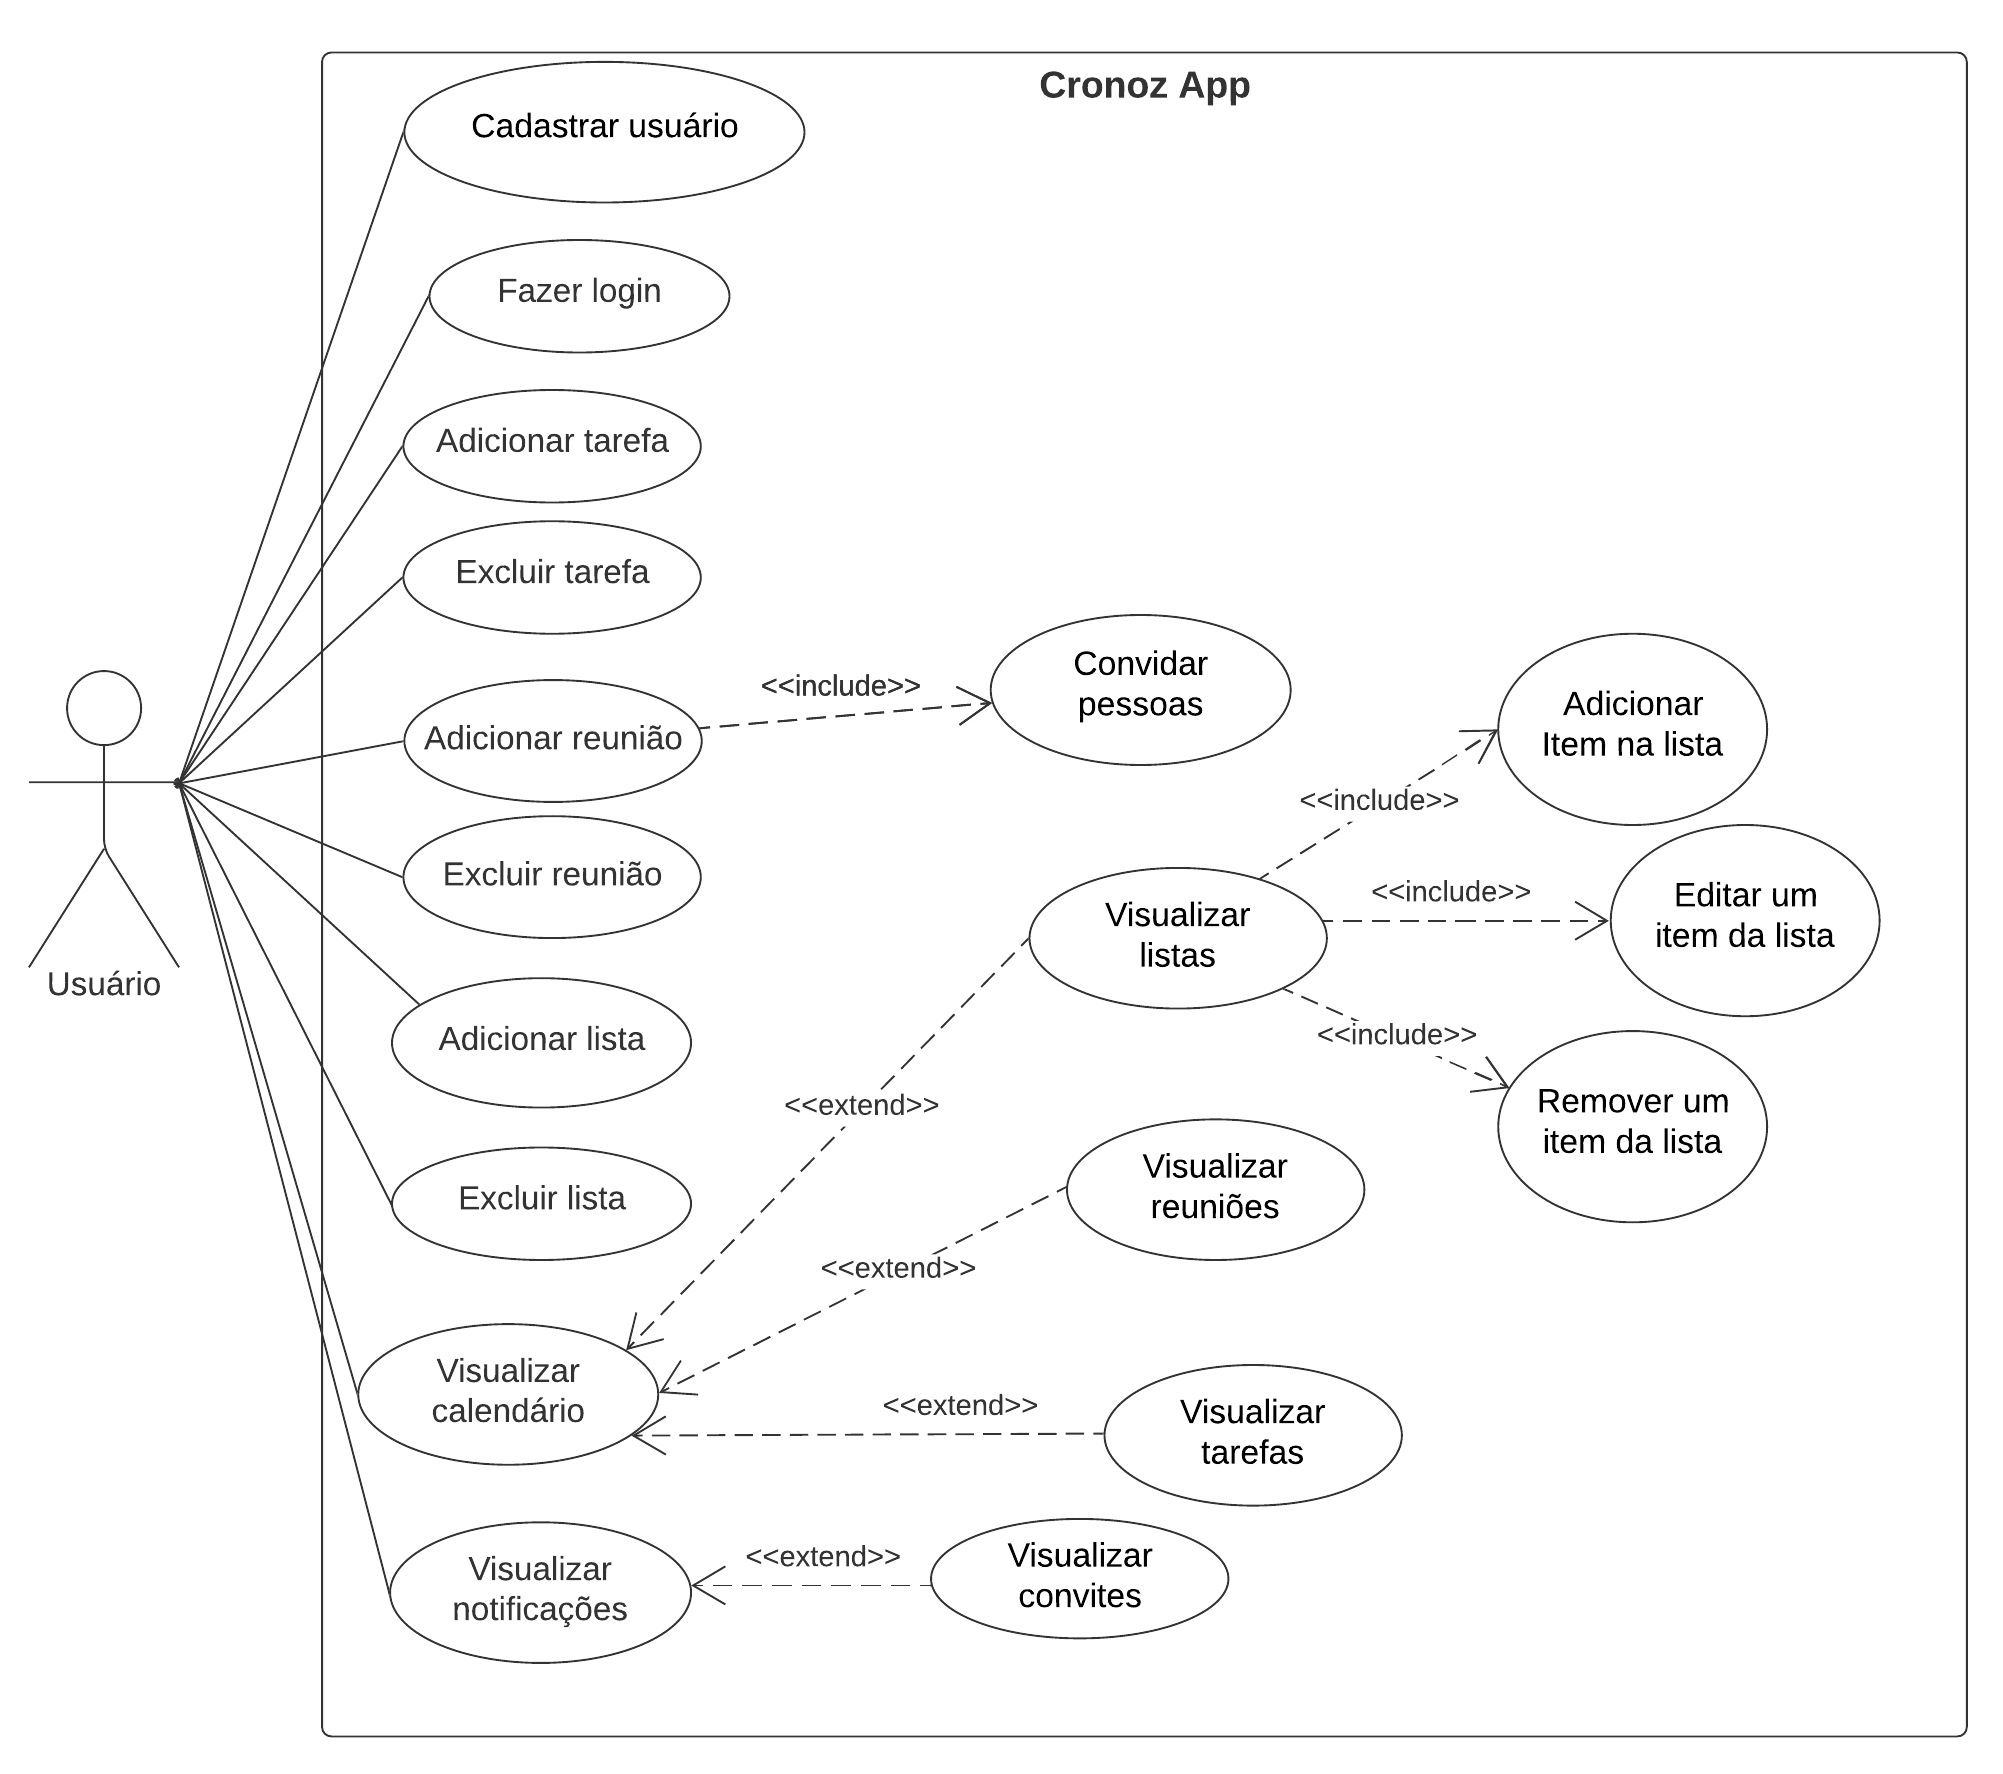 Cronoz App
Cadastrar usuário
Fazer login
Adicionar tarefa
Excluir tarefa
Adicionar reunião
<<include>>
Convidar
pessoas
Excluir reunião
Usuário
Adicionar lista
Excluir lista
Visualizar
listas
<<include>>
Adicionar
Item na lista
<<include>>
Editar um
item da lista
<<include>>
Remover um
item da lista
<<extend>>
Visualizar
reuniões
<<extend>>
Visualizar
calendário
<<extend>>
Visualizar
tarefas
Visualizar
notificações
<<extend>>
Visualizar
convites